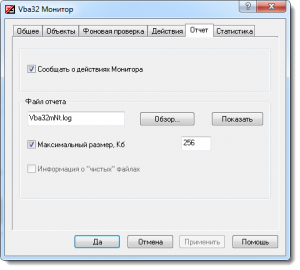 Vba32 Монитор
Общее Объекты Фоновая проверка Действия Отчет Статистика
Сообщать о действиях Монитора
Файл отчета
Vba32mNt.log Обзор... Показать
Максимальный размер, Кб 256
Информация о "чистых" файлах
Да Отмена Применить Помощь